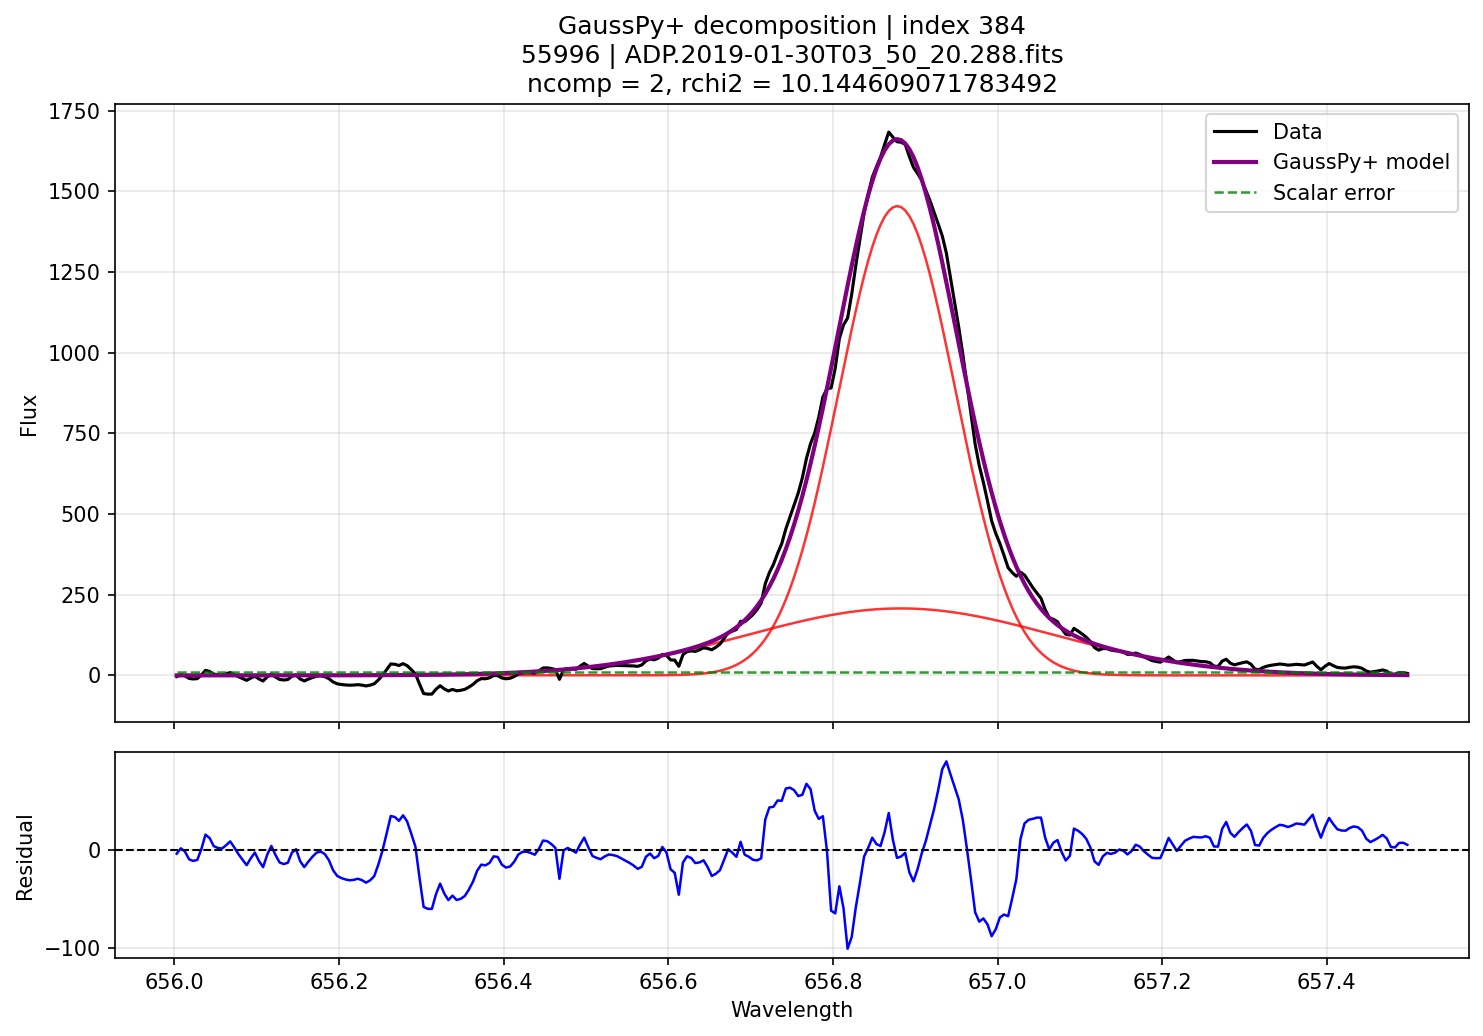 GaussPy+ decomposition | index 384
55996 | ADP.2019-01-30T03_50_20.288.fits
ncomp = 2, rchi2 = 10.144609071783492
Data
GaussPy+ model
Scalar error
Flux
1750
1500
1250
1000
750
500
250
0
Residual
0
−100
656.0 656.2 656.4 656.6 656.8 657.0 657.2 657.4
Wavelength